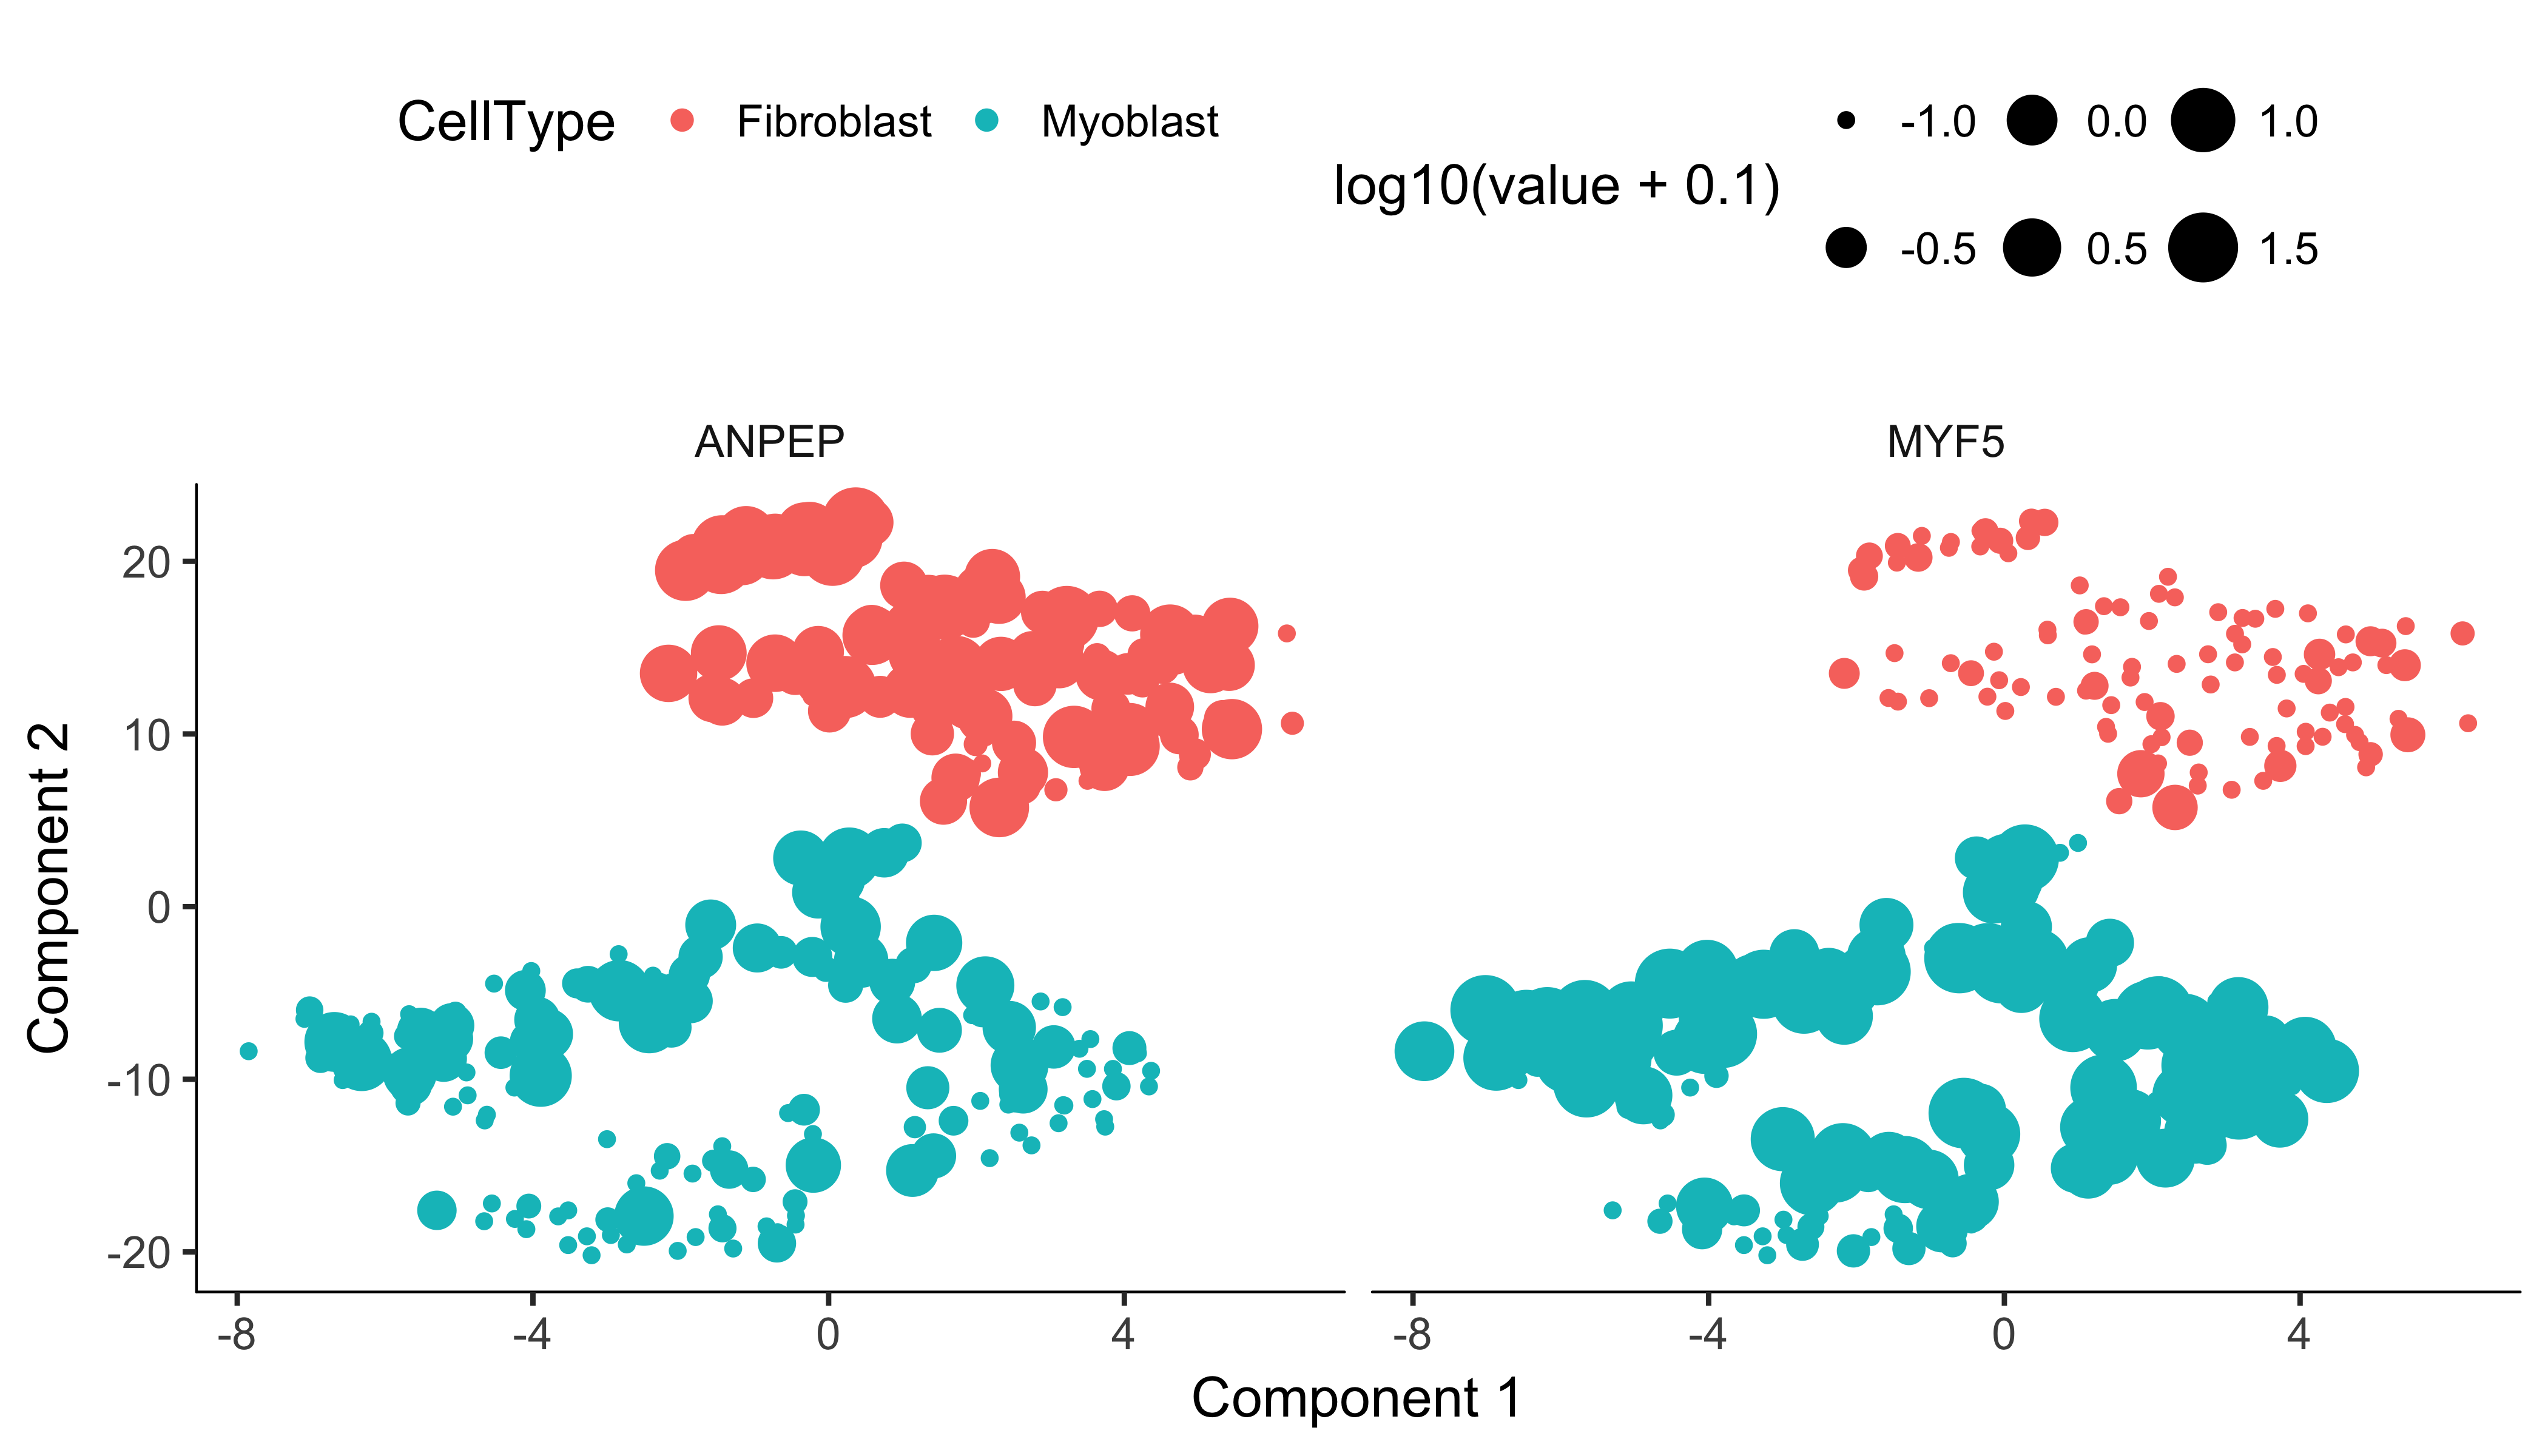 CellType Fibroblast Myoblast
log10(value + 0.1)
-1.0 0.0 1.0
-0.5 0.5 1.5
ANPEP MYF5
Component 2
20
10
0
-10
-20
-8 -4 0 4 -8 -4 0 4
Component 1